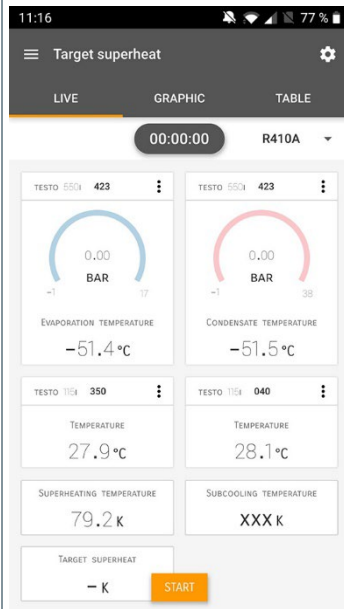 11:16 77 %
Target superheat
LIVE GRAPHIC TABLE
00:00:00 R410A
TESTO 550i 423 TESTO 550i 423
0.00 0.00
BAR BAR
-1 17 -1 38
EVAPORATION TEMPERATURE CONDENSATE TEMPERATURE
-51.4 °C -51.5 °C
TESTO 115i 350 TESTO 115i 040
TEMPERATURE TEMPERATURE
27.9 °C 28.1 °C
SUPERHEATING TEMPERATURE SUBCOOLING TEMPERATURE
79.2 K XXX K
TARGET SUPERHEAT
– K START